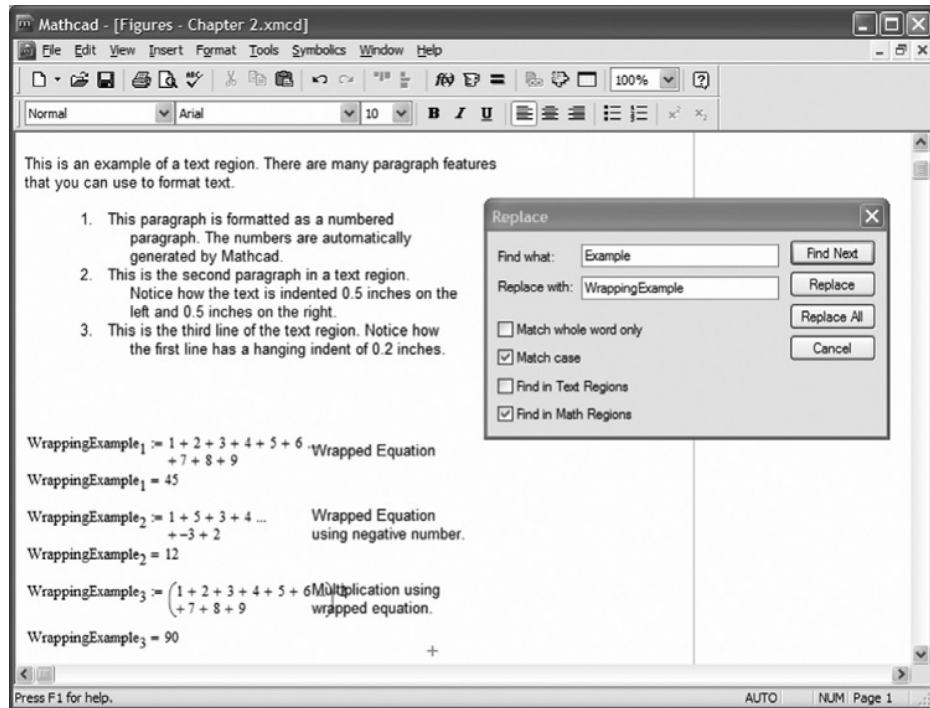 Mathcad - [Figures - Chapter 2.xmcd]
File Edit View Insert Format Tools Symbolics Window Help
100%
Normal Arial 10 B I U
This is an example of a text region. There are many paragraph features
that you can use to format text.
1. This paragraph is formatted as a numbered
paragraph. The numbers are automatically
generated by Mathcad.
2. This is the second paragraph in a text region.
Notice how the text is indented 0.5 inches on the
left and 0.5 inches on the right.
3. This is the third line of the text region. Notice how
the first line has a hanging indent of 0.2 inches.
Replace
Find what: Example
Replace with: WrappingExample
Match whole word only
Match case
Find in Text Regions
Find in Math Regions
Find Next
Replace
Replace All
Cancel
WrappingExample₁ := 1 + 2 + 3 + 4 + 5 + 6 ... Wrapped Equation
+ 7 + 8 + 9
WrappingExample₁ = 45
WrappingExample₂ := 1 + 5 + 3 + 4 ... Wrapped Equation
+ -3 + 2 using negative number.
WrappingExample₂ = 12
WrappingExample₃ := (1 + 2 + 3 + 4 + 5 + 6 Multiplication using
+ 7 + 8 + 9 wrapped equation.
WrappingExample₃ = 90
Press F1 for help. AUTO NUM Page 1